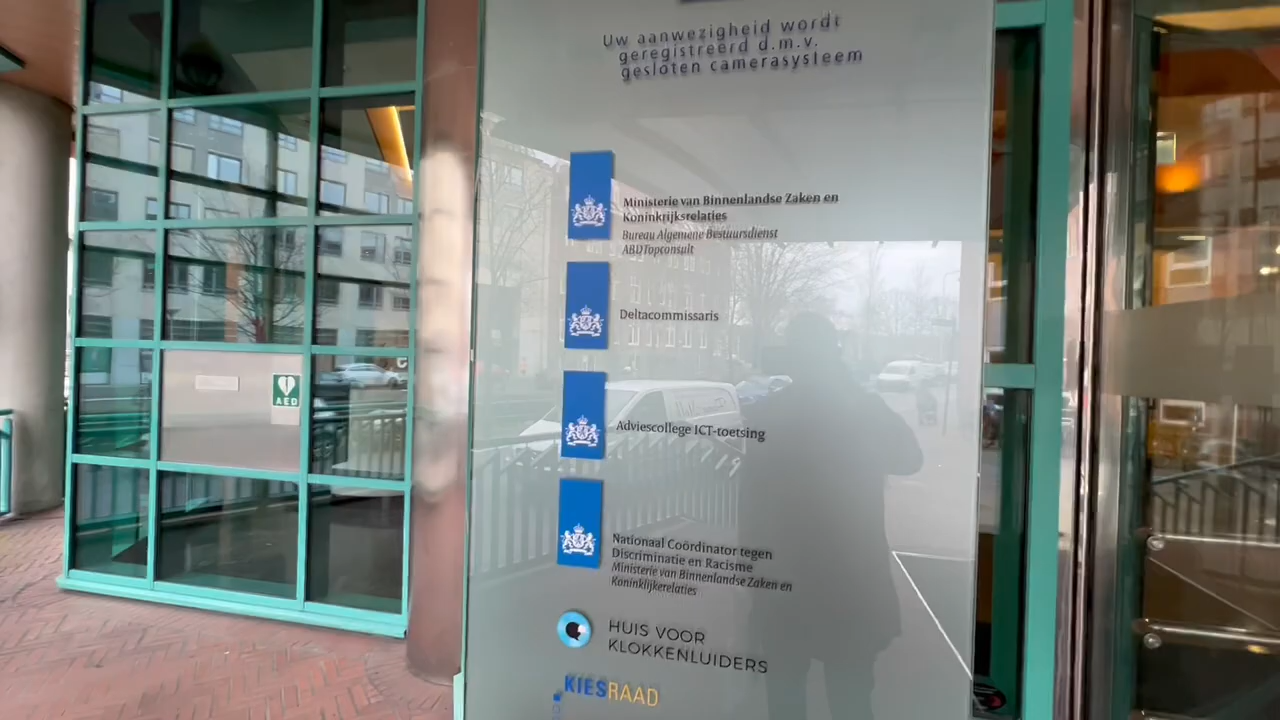 Uw aanwezigheid wordt
geregistreerd d.m.v.
gesloten camerasysteem
Ministerie van Binnenlandse Zaken en
Koninkrijksrelaties
Bureau Algemene Bestuursdienst
ABDTopconsult
Deltacommissaris
Adviescollege ICT-toetsing
Nationaal Coördinator tegen
Discriminatie en Racisme
Ministerie van Binnenlandse Zaken en
Koninklijkerelaties
HUIS VOOR
KLOKKENLUIDERS
KIESRAAD
AED